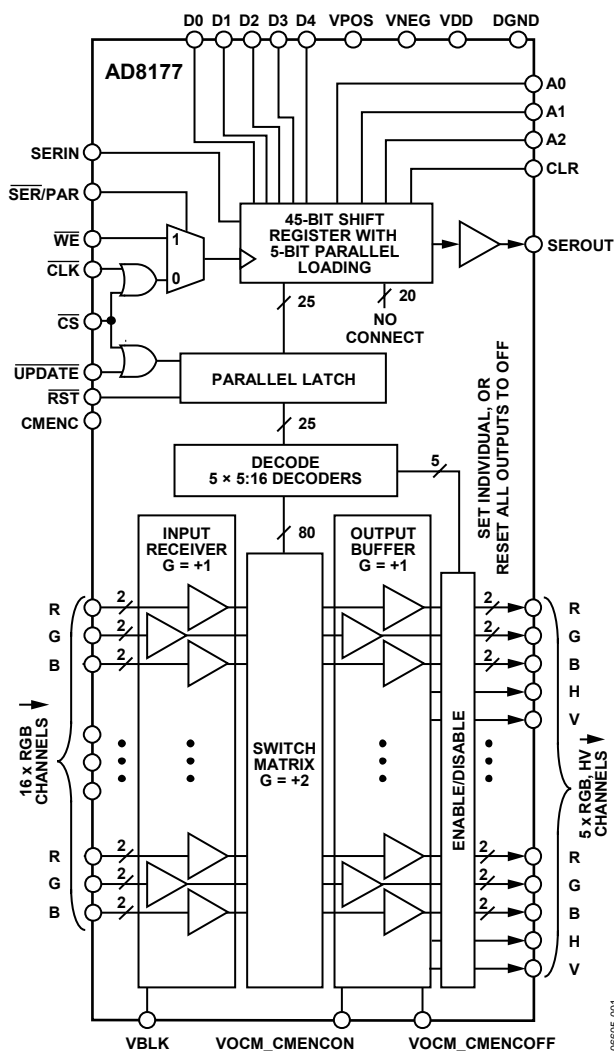 D0 D1 D2 D3 D4 VPOS VNEG VDD DGND
AD8177
A0
A1
A2
CLR
SERIN
SER/PAR
WE
CLK
CS
UPDATE
RST
CMENC
1
0
45-BIT SHIFT
REGISTER WITH
5-BIT PARALLEL
LOADING
SEROUT
25
20
NO
CONNECT
PARALLEL LATCH
25
DECODE
5 × 5:16 DECODERS
5
SET INDIVIDUAL, OR
RESET ALL OUTPUTS TO OFF
80
INPUT
RECEIVER
G = +1
OUTPUT
BUFFER
G = +1
SWITCH
MATRIX
G = +2
ENABLE/DISABLE
R 2 2 R
G 2 2 G
B 2 2 B
H
V
16 x RGB
CHANNELS
5 x RGB, HV
CHANNELS
R 2 2 R
G 2 2 G
B 2 2 B
H
V
VBLK VOCM_CMENCON VOCM_CMENCOFF
06605-001